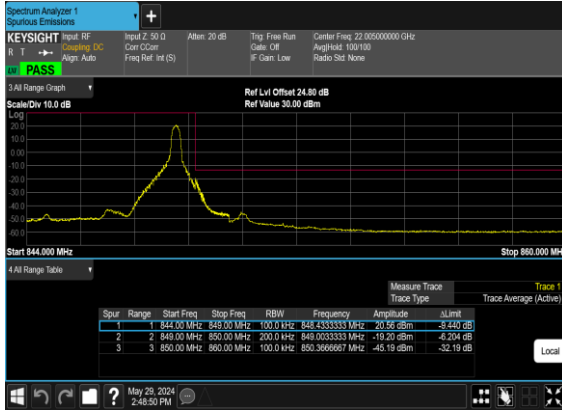 Spectrum Analyzer 1
Spurious Emissions
+
KEYSIGHT Input: RF Input Z: 50 Ω Atten: 20 dB Trig: Free Run Center Freq: 22.005000000 GHz
R T Coupling: DC Corr CCorr Gate: Off Avg|Hold: 100/100
Align: Auto Freq Ref: Int (S) IF Gain: Low Radio Std: None
PASS
3 All Range Graph
Ref Lvl Offset 24.80 dB
Scale/Div 10.0 dB Ref Value 30.00 dBm
Log
20.0
10.0
0.00
-10.0
-20.0
-30.0
-40.0
-50.0
-60.0
Start 844.000 MHz Stop 860.000 MH
4 All Range Table
Measure Trace Trace 1
Trace Type Trace Average (Active)
Spur Range Start Freq Stop Freq RBW Frequency Amplitude ΔLimit
1 1 844.00 MHz 849.00 MHz 100.0 kHz 848.4333333 MHz 20.56 dBm -9.440 dB
2 2 849.00 MHz 850.00 MHz 200.0 kHz 849.0033333 MHz -19.20 dBm -6.204 dB
3 3 850.00 MHz 860.00 MHz 100.0 kHz 850.3666667 MHz -45.19 dBm -32.19 dB
Local
? May 29, 2024
2:48:50 PM